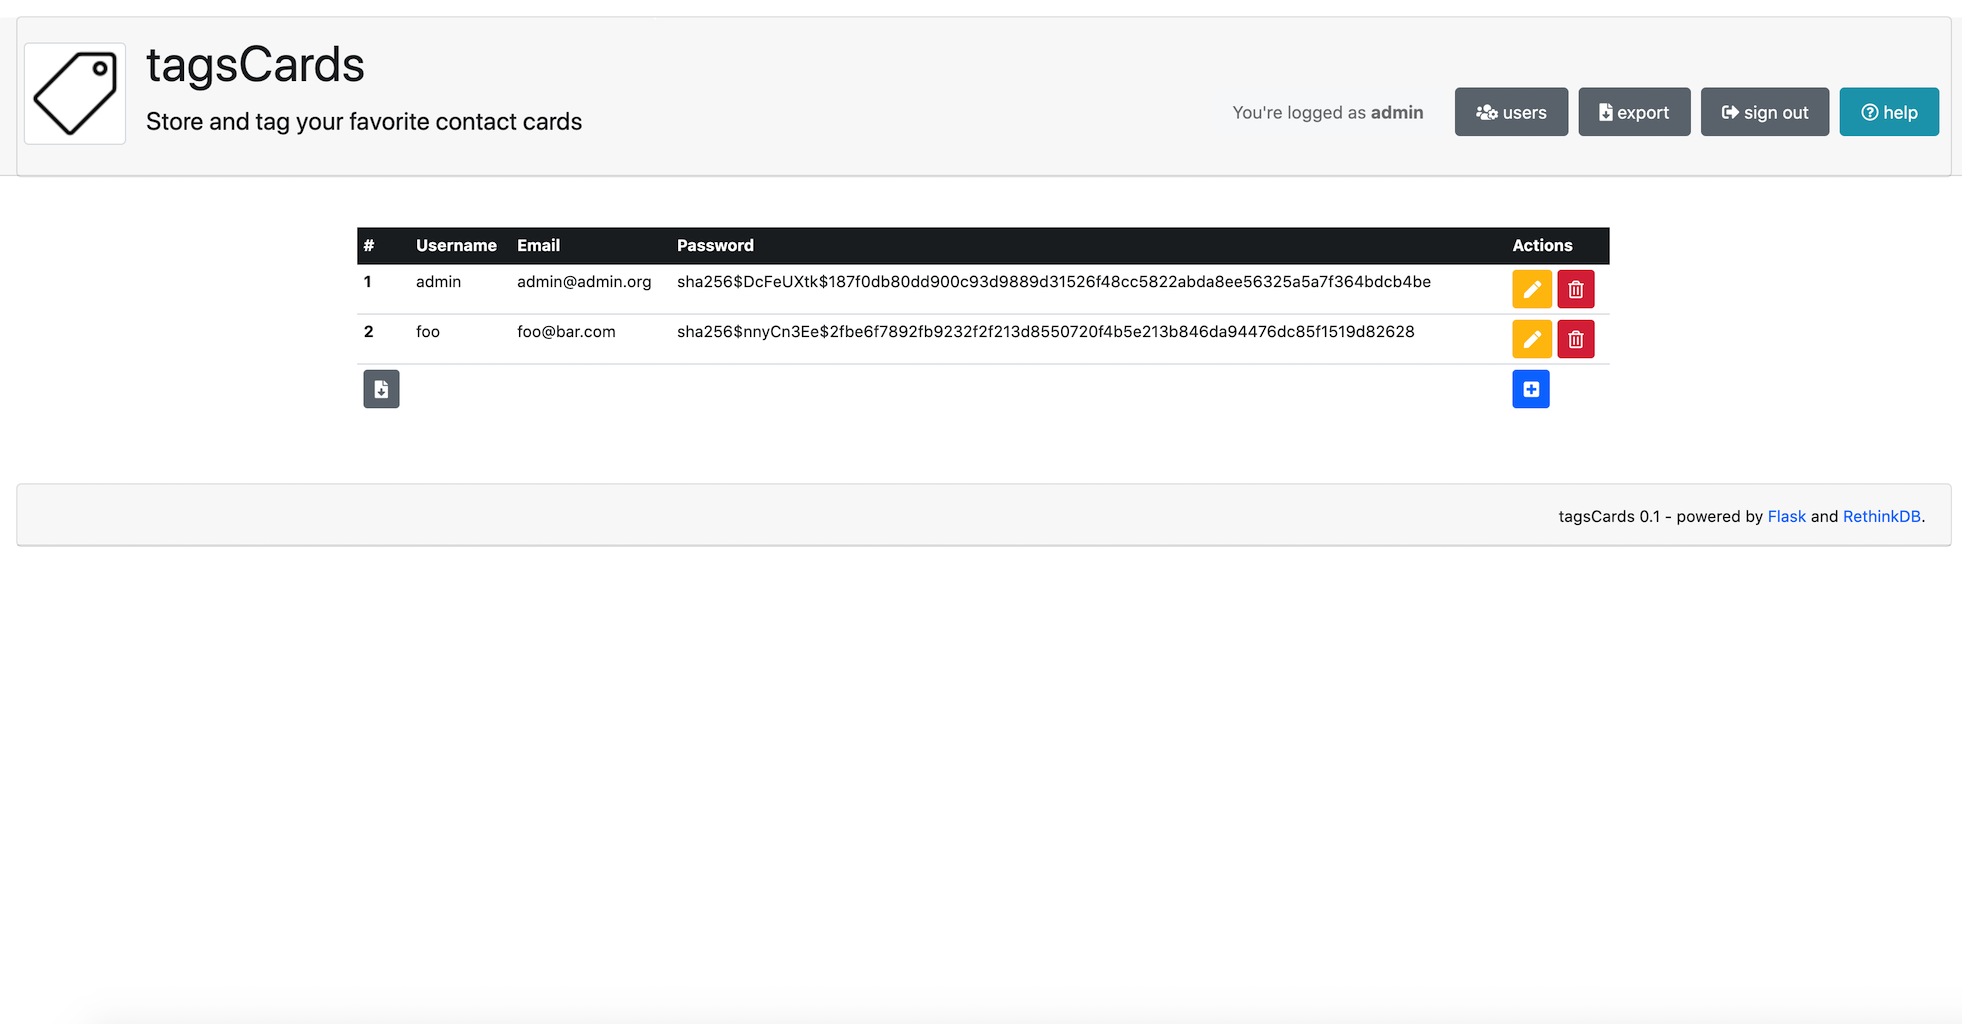 tagsCards
Store and tag your favorite contact cards
You're logged as admin
users
export
sign out
help
# Username Email Password Actions
1 admin admin@admin.org sha256$DcFeUXtk$187f0db80dd900c93d9889d31526f48cc5822abda8ee56325a5a7f364bdcb4be
2 foo foo@bar.com sha256$nnyCn3Ee$2fbe6f7892fb9232f2f213d8550720f4b5e213b846da94476dc85f1519d82628
tagsCards 0.1 - powered by Flask and RethinkDB.